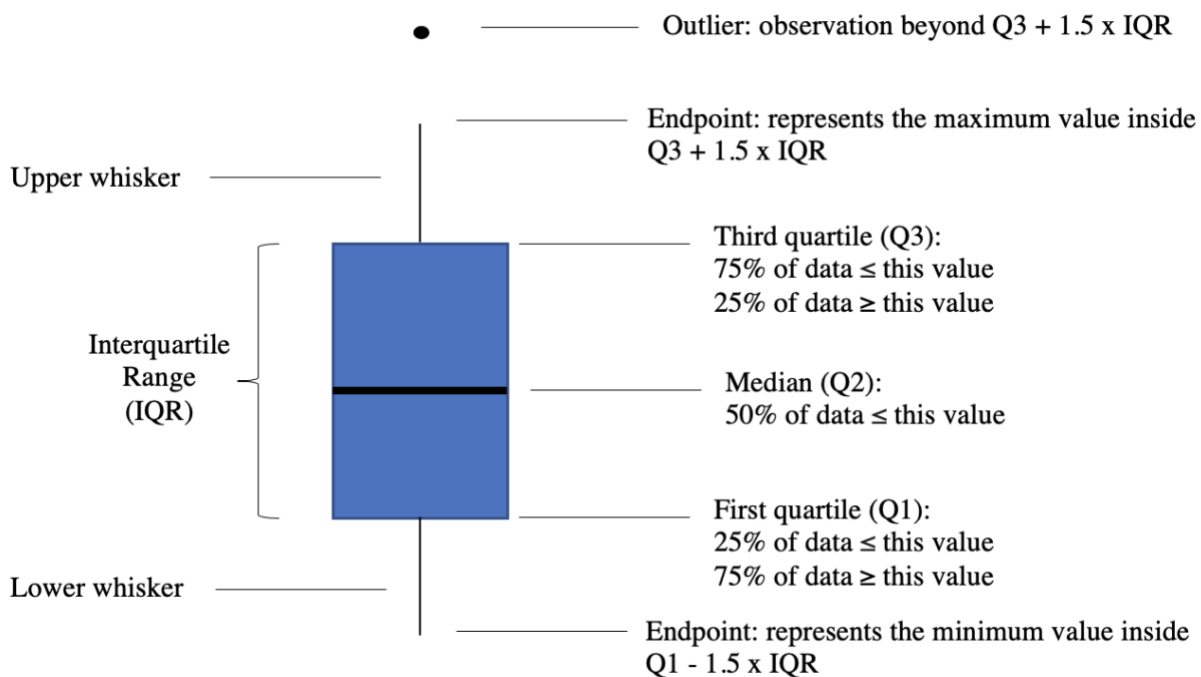 Outlier: observation beyond Q3 + 1.5 x IQR
Endpoint: represents the maximum value inside
Q3 + 1.5 x IQR
Upper whisker
Third quartile (Q3):
75% of data ≤ this value
25% of data ≥ this value
Interquartile
Range
(IQR)
Median (Q2):
50% of data ≤ this value
First quartile (Q1):
25% of data ≤ this value
75% of data ≥ this value
Lower whisker
Endpoint: represents the minimum value inside
Q1 - 1.5 x IQR